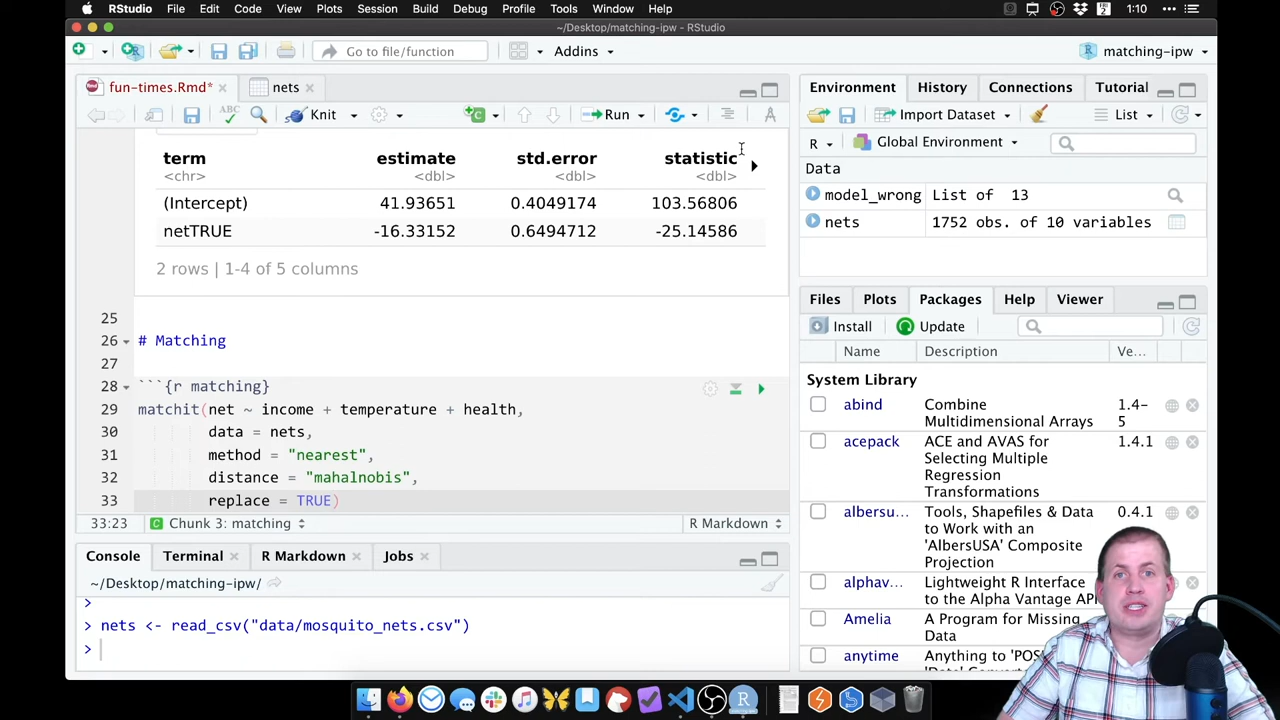 RStudio File Edit Code View Plots Session Build Debug Profile Tools Window Help 1:10
~/Desktop/matching-ipw - RStudio
Go to file/function Addins matching-ipw
fun-times.Rmd* nets
ABC Knit Run
term estimate std.error statistic
<chr> <dbl> <dbl> <dbl>
(Intercept) 41.93651 0.4049174 103.56806
netTRUE -16.33152 0.6494712 -25.14586
2 rows | 1-4 of 5 columns
25
26 # Matching
27
28 ```{r matching}
29 matchit(net ~ income + temperature + health,
30 data = nets,
31 method = "nearest",
32 distance = "mahalnobis",
33 replace = TRUE)
33:23 Chunk 3: matching R Markdown
Console Terminal R Markdown Jobs
~/Desktop/matching-ipw/
>
> nets <- read_csv("data/mosquito_nets.csv")
>
Environment History Connections Tutorial
Import Dataset List
R Global Environment
Data
model_wrong List of 13
nets 1752 obs. of 10 variables
Files Plots Packages Help Viewer
Install Update
Name Description Ve...
System Library
abind Combine Multidimensional Arrays 1.4-5
acepack ACE and AVAS for Selecting Multiple Regression Transformations 1.4.1
albersu... Tools, Shapefiles & Data to Work with an 'AlbersUSA' Composite Projection 0.4.1
alphav... Lightweight R Interface to the Alpha Vantage API
Amelia A Program for Missing Data
anytime Anything to 'POS